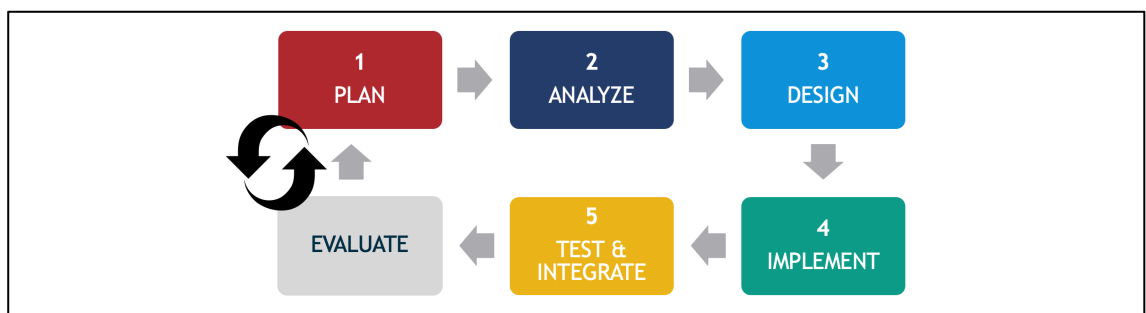 1
PLAN
2
ANALYZE
3
DESIGN
4
IMPLEMENT
5
TEST &
INTEGRATE
EVALUATE